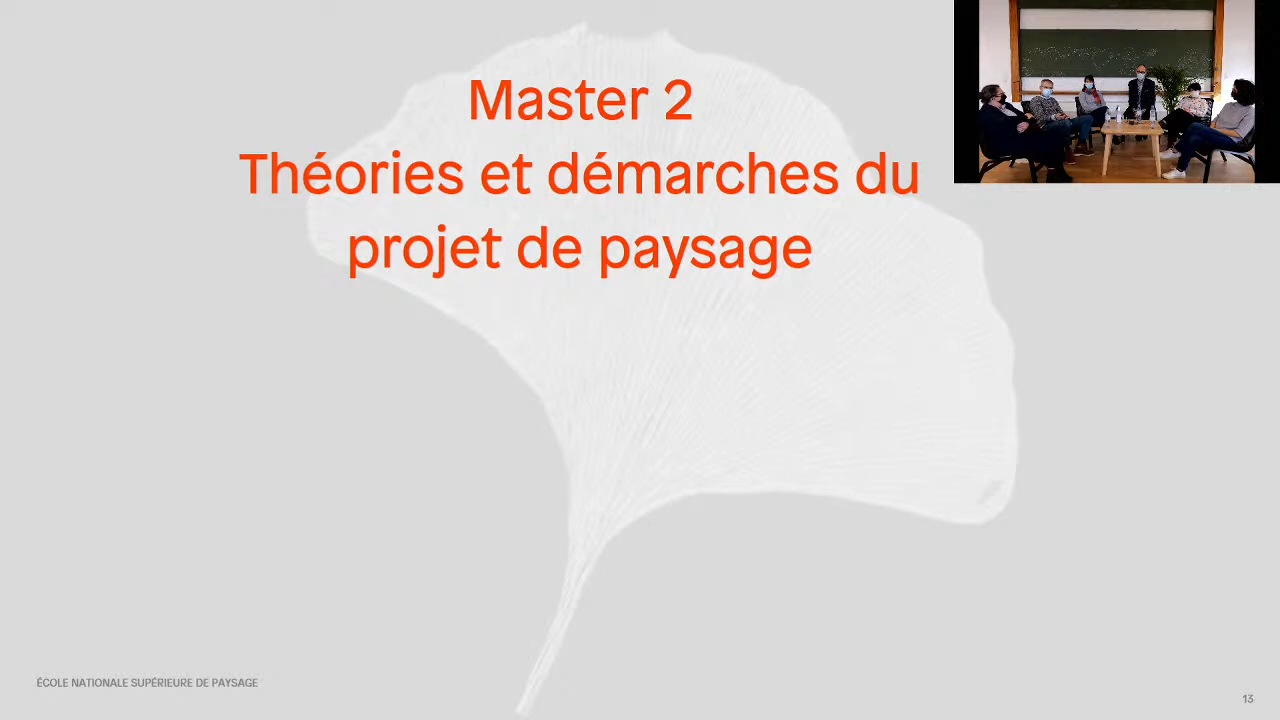 Master 2
Théories et démarches du
projet de paysage
ÉCOLE NATIONALE SUPÉRIEURE DE PAYSAGE
13